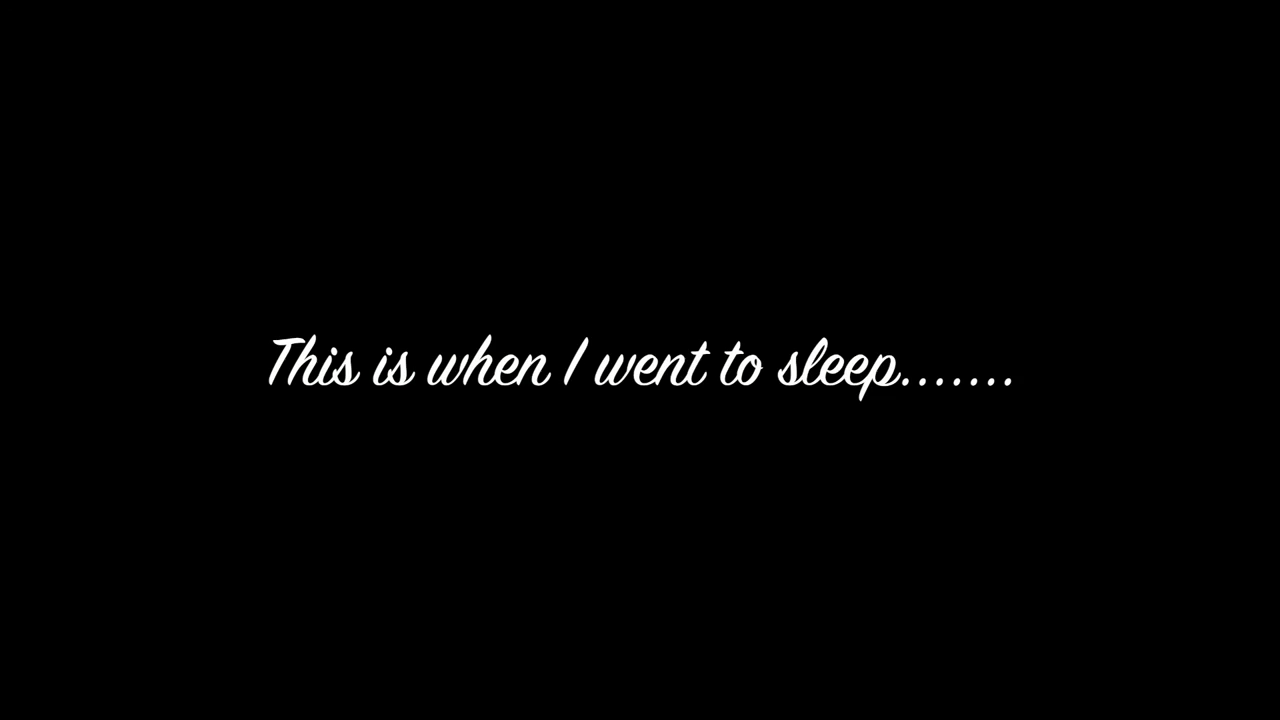 This is when I went to sleep.......